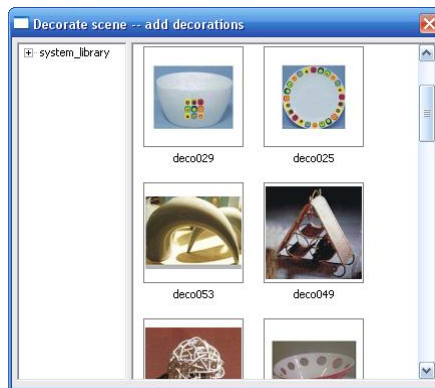 Decorate scene -- add decorations
system_library
deco029
deco025
deco053
deco049